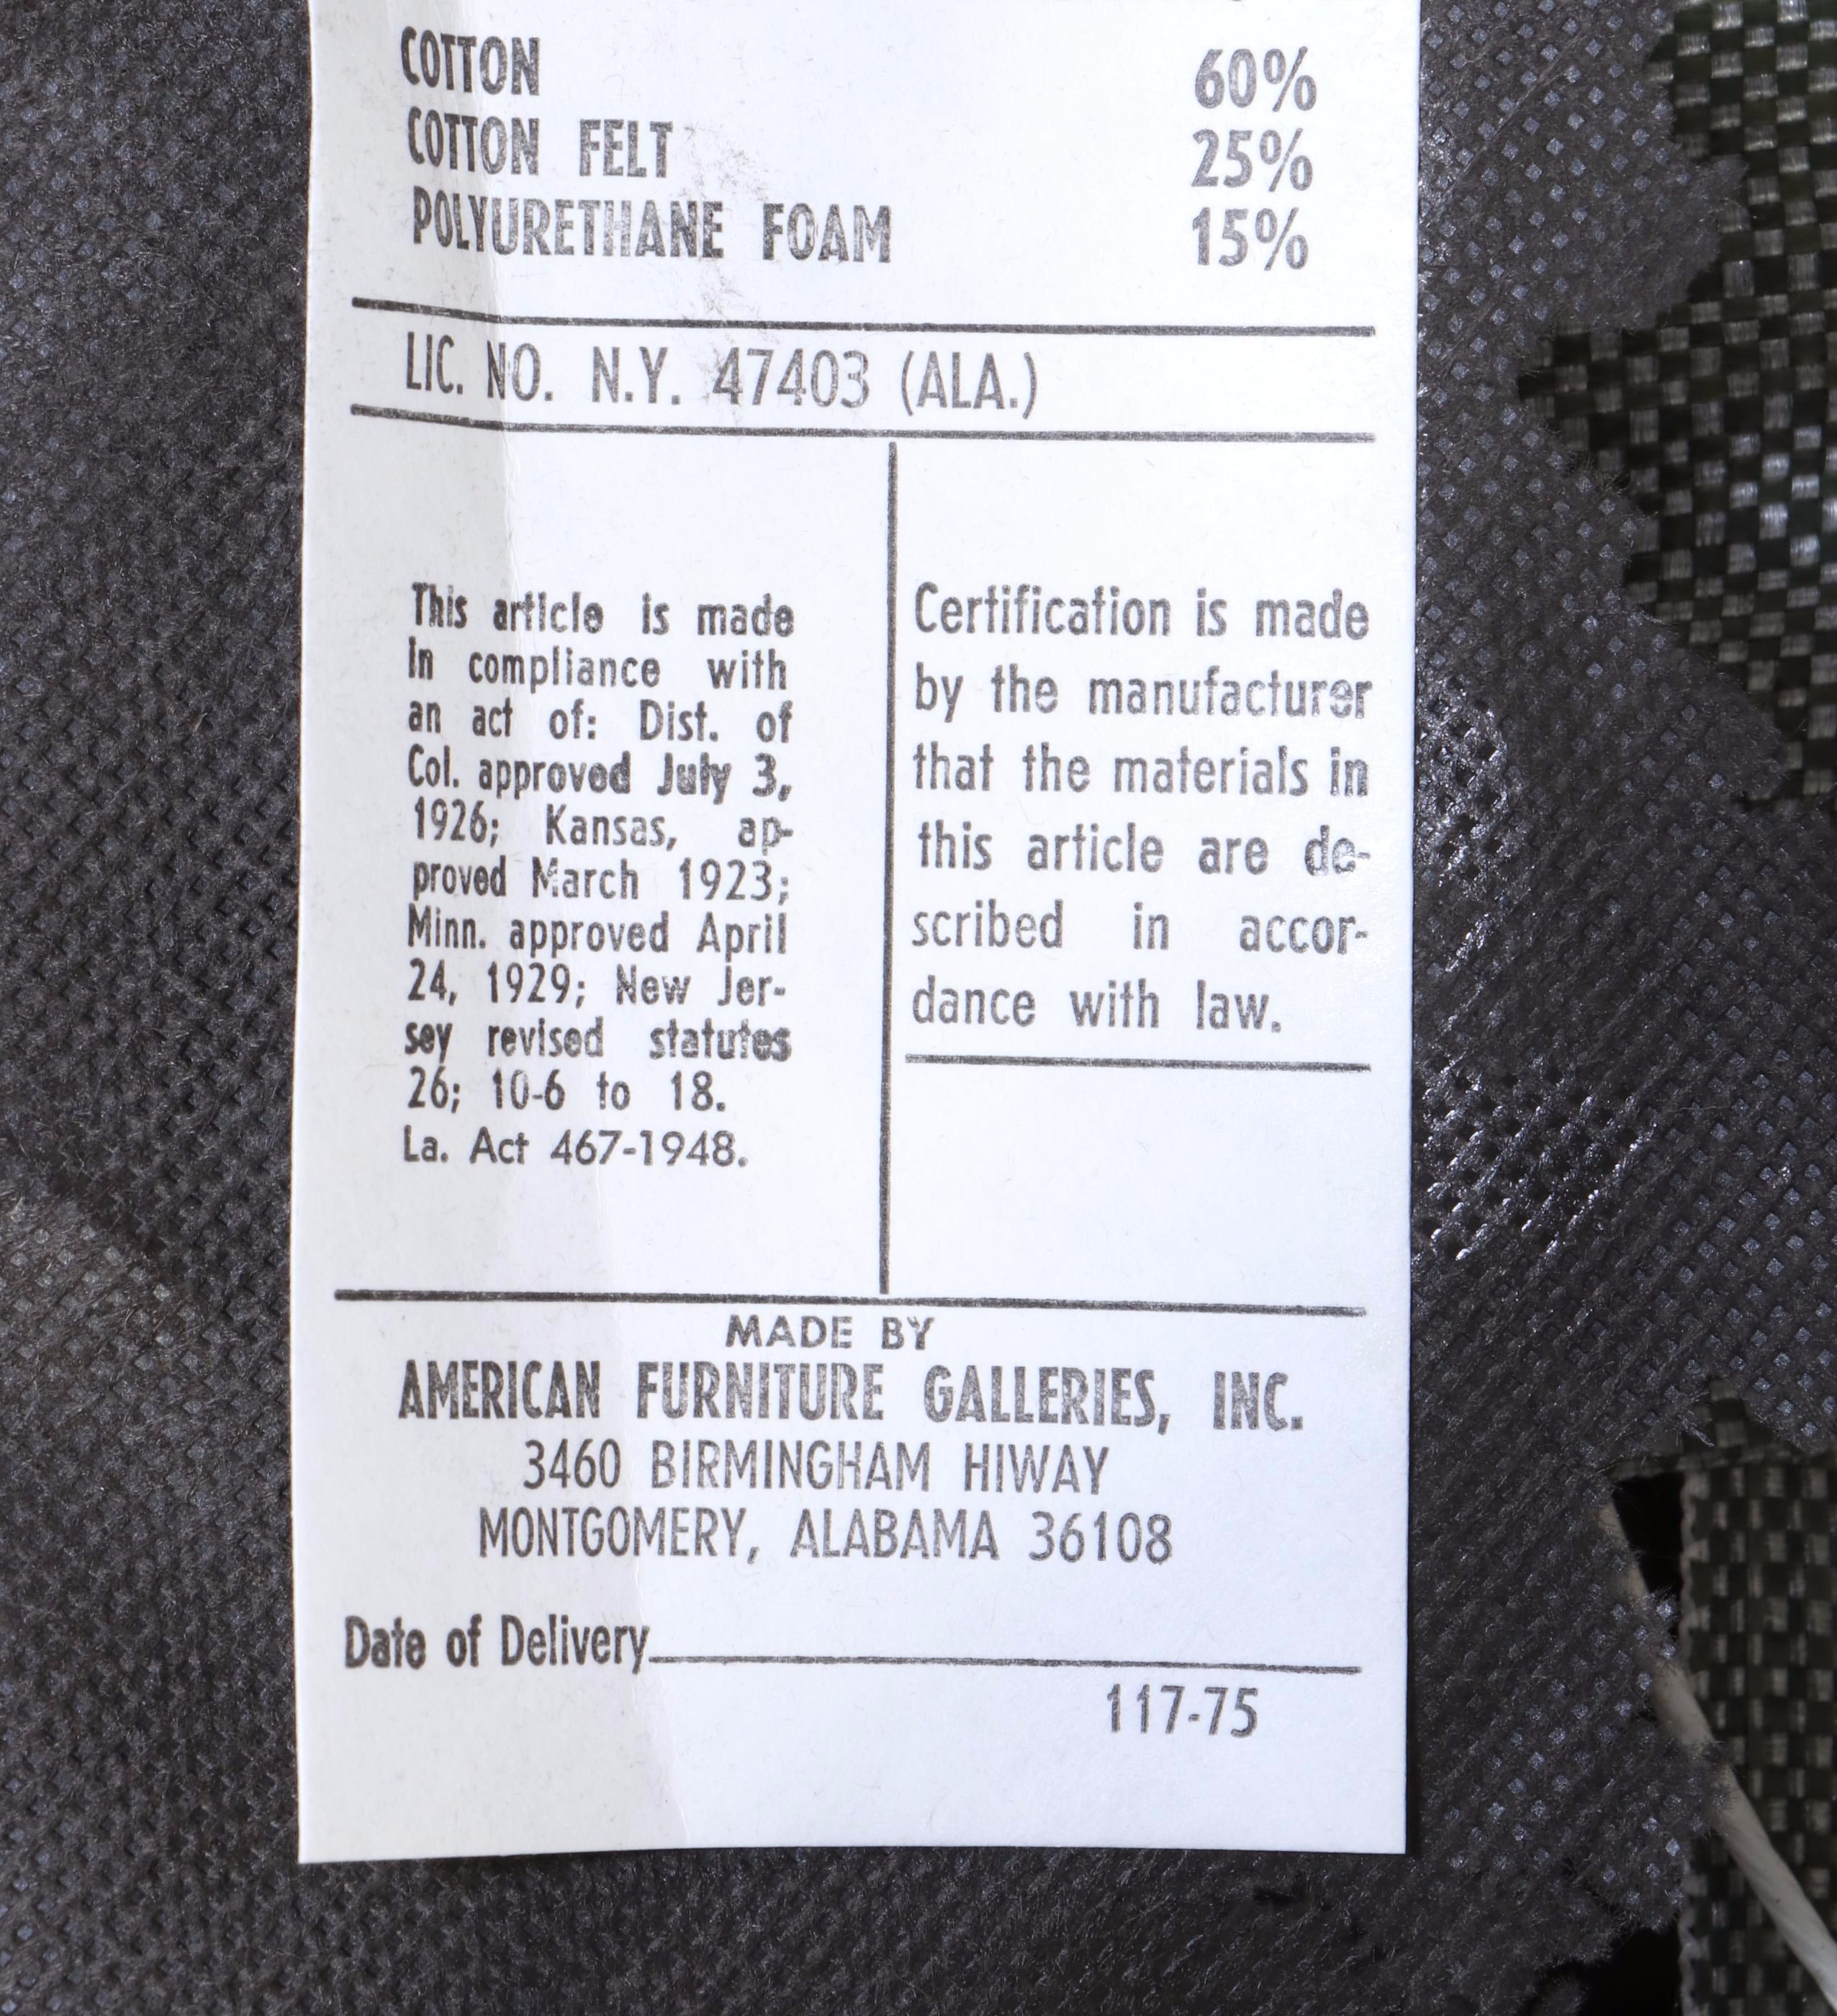 COTTON 60%
COTTON FELT 25%
POLYURETHANE FOAM 15%
LIC. NO. N.Y. 47403 (ALA.)
This article is made
in compliance with
an act of: Dist. of
Col. approved July 3,
1926; Kansas, ap-
proved March 1923;
Minn. approved April
24, 1929; New Jer-
sey revised statutes
26; 10-6 to 18.
La. Act 467-1948.
Certification is made
by the manufacturer
that the materials in
this article are de-
scribed in accor-
dance with law.
MADE BY
AMERICAN FURNITURE GALLERIES, INC.
3460 BIRMINGHAM HIWAY
MONTGOMERY, ALABAMA 36108
Date of Delivery
117-75